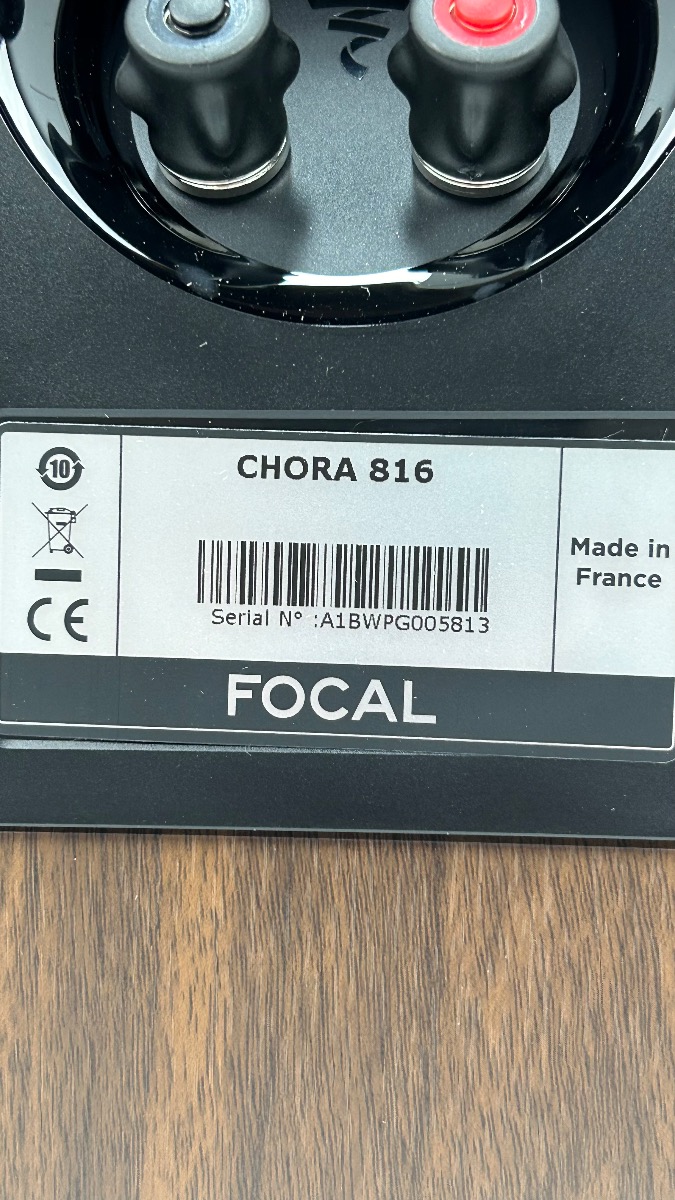 10
CHORA 816
Serial N° :A1BWPG005813
Made in
France
CE
FOCAL